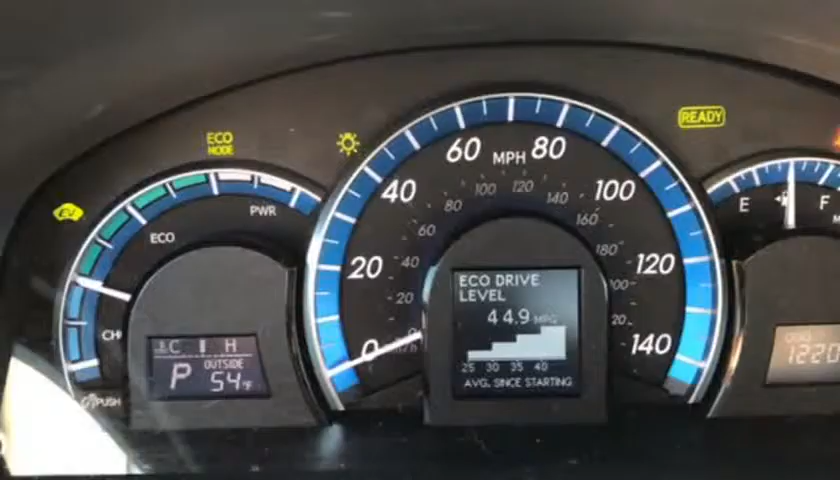 ECO
MODE
READY
EV
PWR
ECO
C H
P OUTSIDE
54°F
PUSH
0 20 40 60 MPH 80 100 120 140
20 40 60 80 100 120 140 160 180
ECO DRIVE
LEVEL
44.9 MPG
25 30 35 40
AVG. SINCE STARTING
E F
ODO
1220